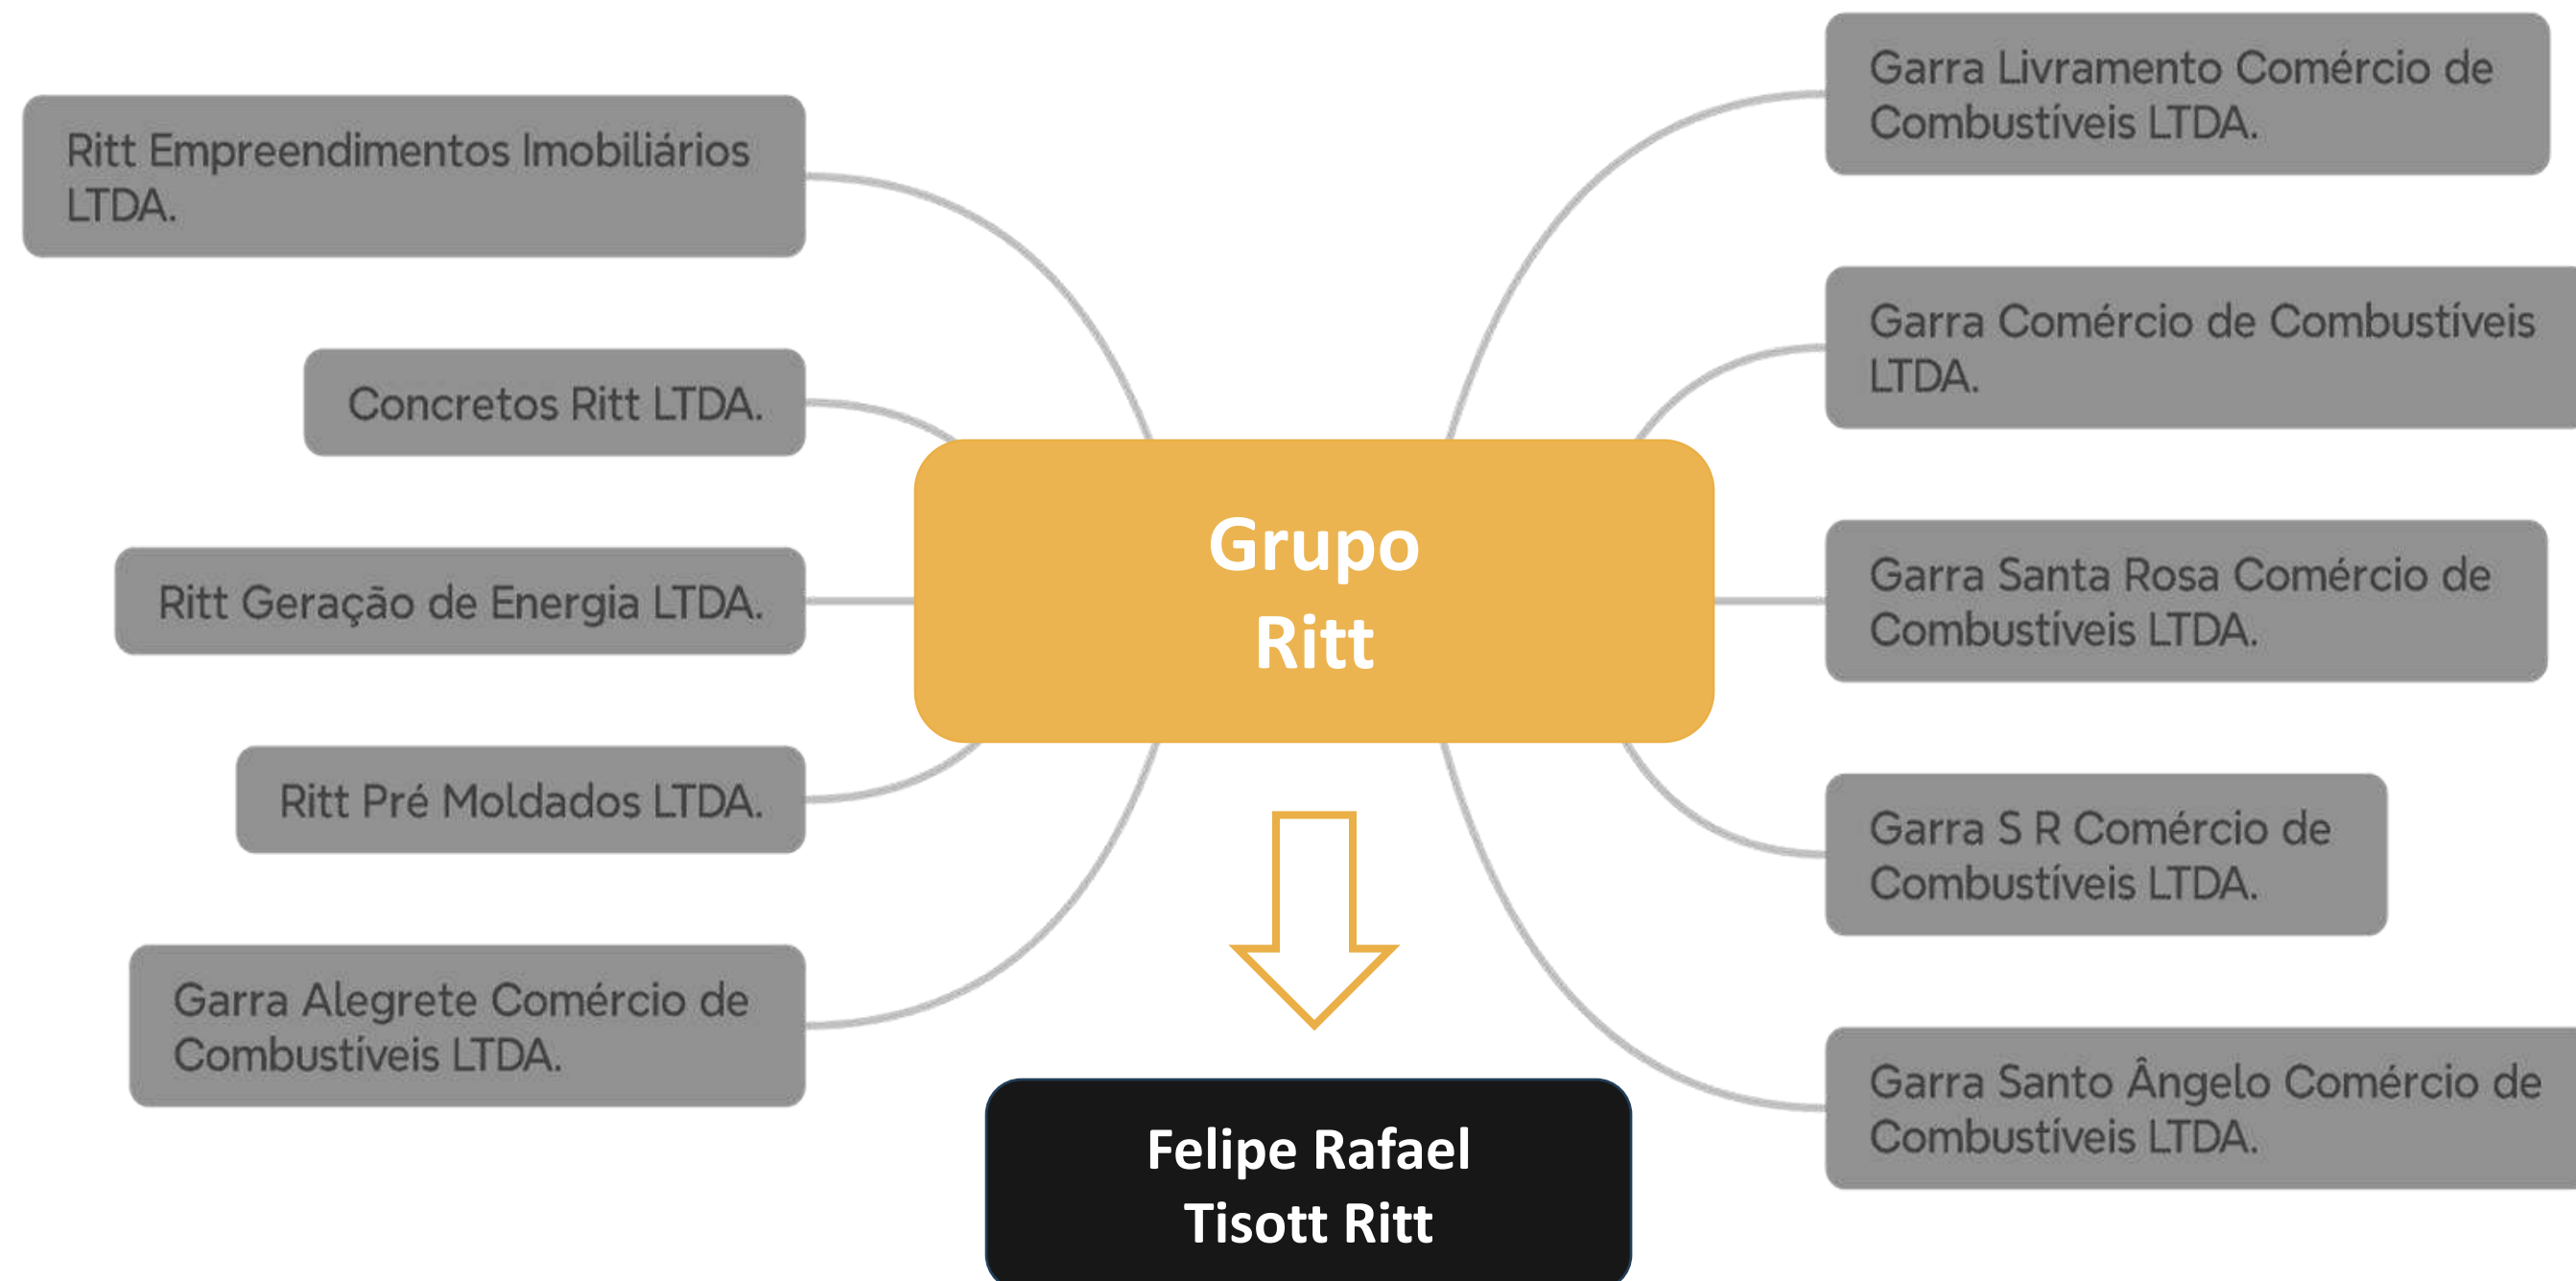 Ritt Empreendimentos Imobiliários
LTDA.
Concretos Ritt LTDA.
Ritt Geração de Energia LTDA.
Ritt Pré Moldados LTDA.
Garra Alegrete Comércio de
Combustíveis LTDA.
Grupo
Ritt
Felipe Rafael
Tisott Ritt
Garra Livramento Comércio de
Combustíveis LTDA.
Garra Comércio de Combustíveis
LTDA.
Garra Santa Rosa Comércio de
Combustíveis LTDA.
Garra S R Comércio de
Combustíveis LTDA.
Garra Santo Ângelo Comércio de
Combustíveis LTDA.